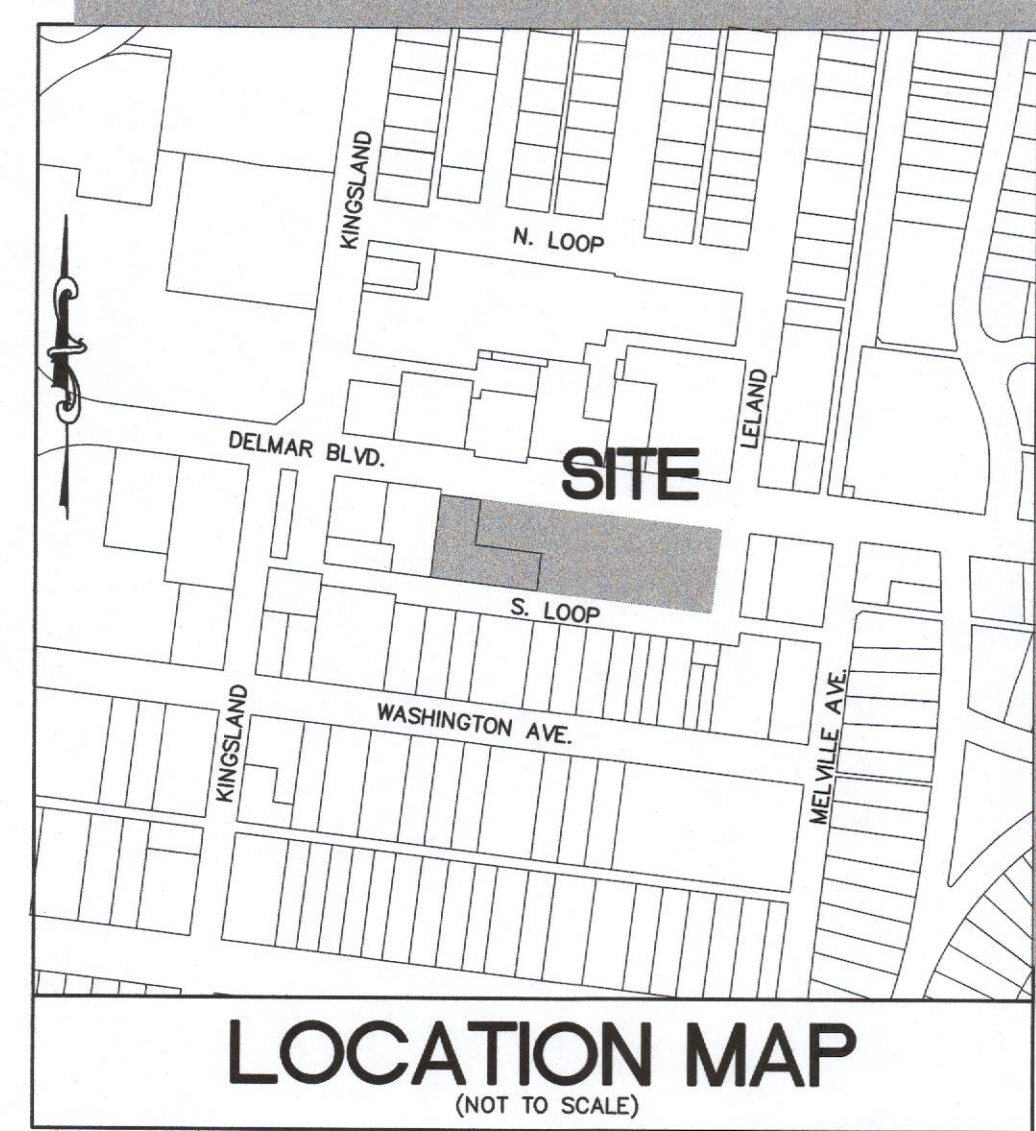 KINGSLAND
N. LOOP
LELAND
DELMAR BLVD.
SITE
S. LOOP
KINGSLAND
WASHINGTON AVE.
MELVILLE AVE.
LOCATION MAP
(NOT TO SCALE)